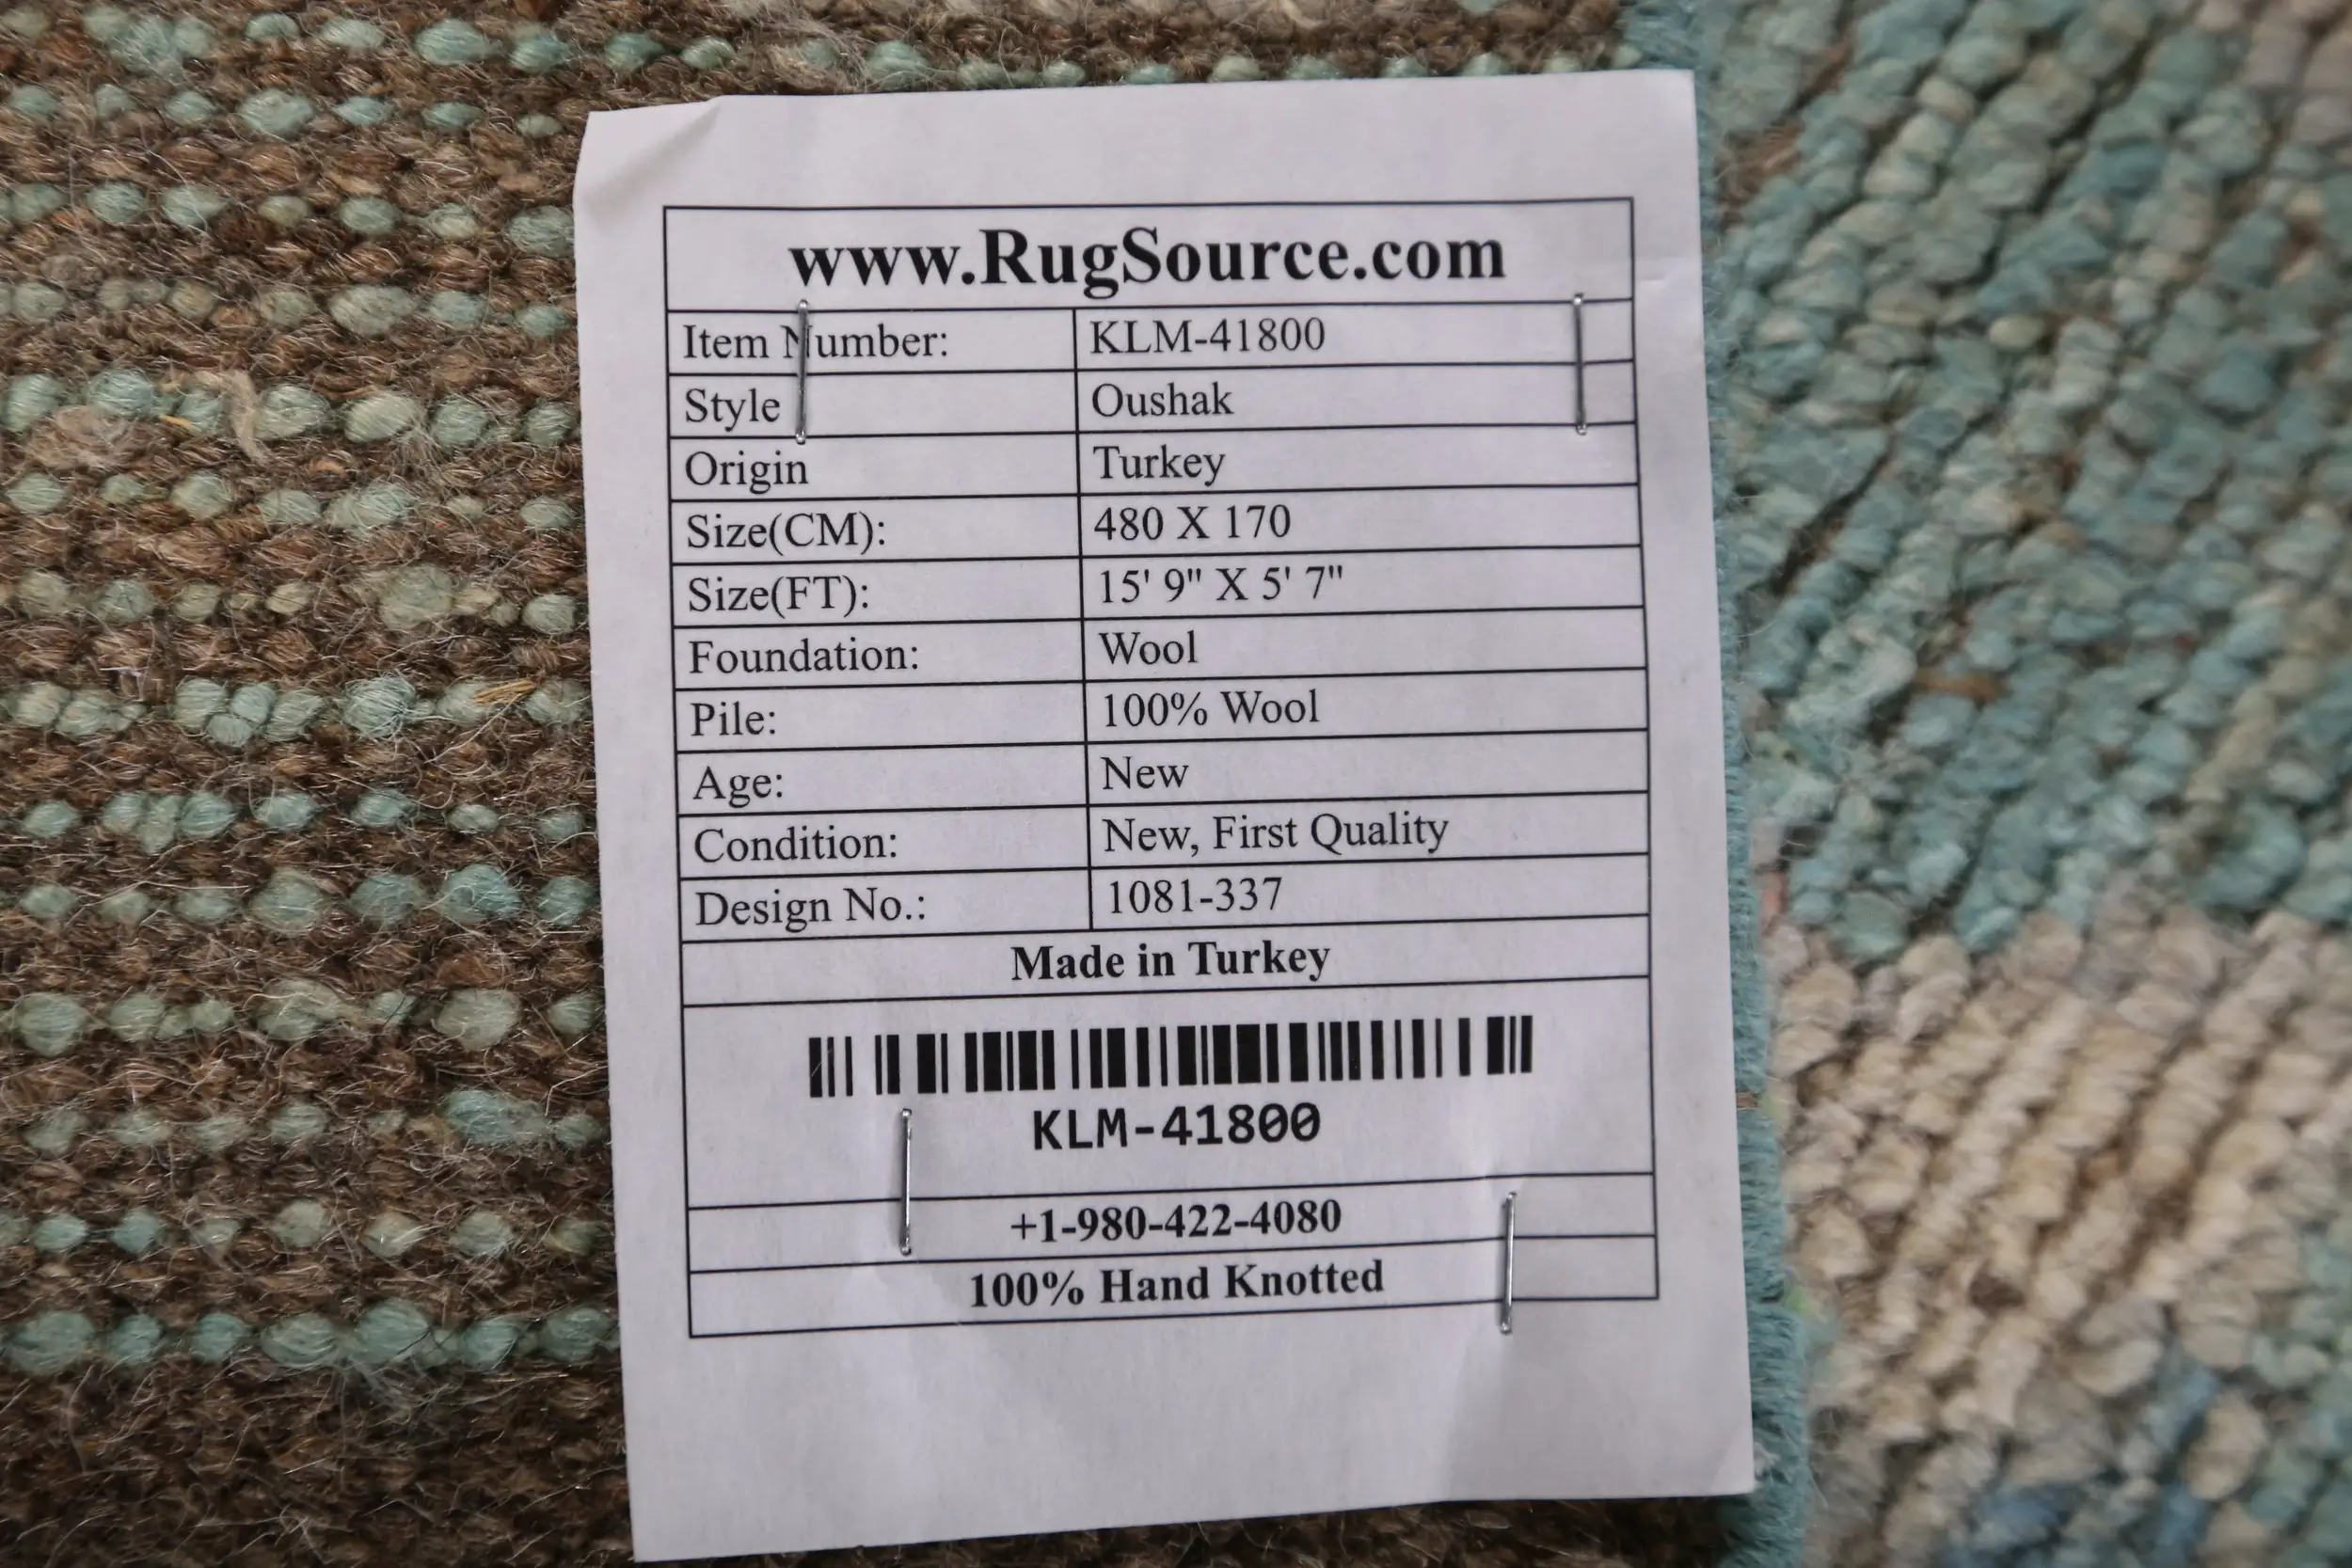 www.RugSource.com
Item Number: KLM-41800
Style Oushak
Origin Turkey
Size(CM): 480 X 170
Size(FT): 15' 9" X 5' 7"
Foundation: Wool
Pile: 100% Wool
Age: New
Condition: New, First Quality
Design No.: 1081-337
Made in Turkey
KLM-41800
+1-980-422-4080
100% Hand Knotted